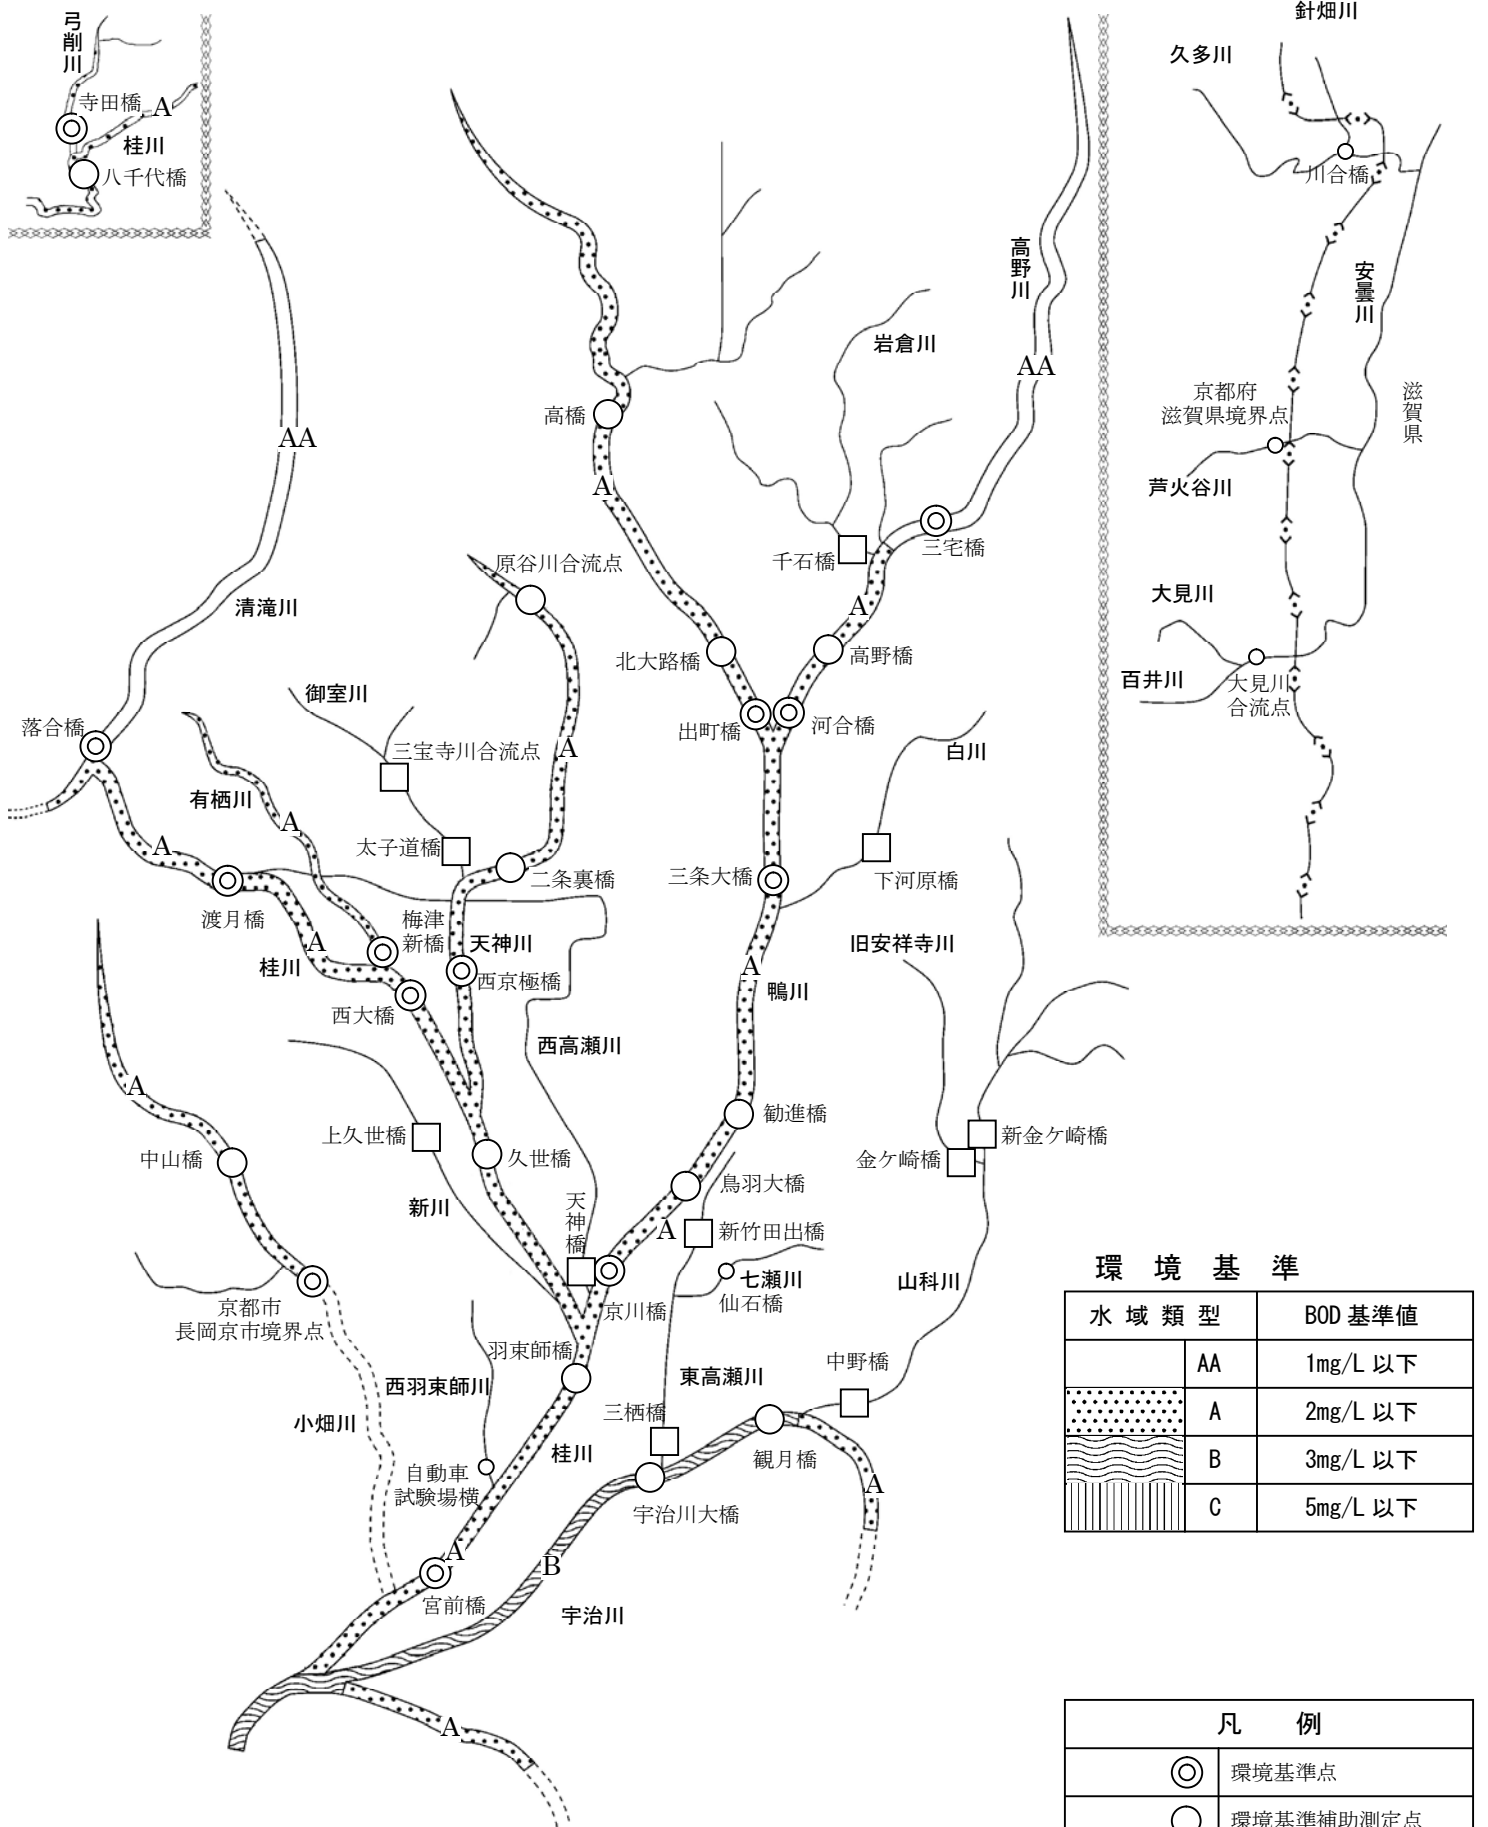 弓削川
寺田橋
A
桂川
八千代橋
針畑川
久多川
川合橋
安曇川
京都府
滋賀県境界点
滋賀県
芦火谷川
大見川
百井川
大見川
合流点
高野川
AA
岩倉川
高橋
A
千石橋
三宅橋
A
北大路橋
高野橋
出町橋
河合橋
AA
清滝川
落合橋
原谷川合流点
御室川
三宝寺川合流点
A
有栖川
A
太子道橋
二条裏橋
A
渡月橋
梅津
新橋
天神川
A
桂川
西京極橋
西大橋
白川
三条大橋
下河原橋
旧安祥寺川
A
鴨川
西高瀬川
A
中山橋
上久世橋
久世橋
新川
勧進橋
鳥羽大橋
新金ケ崎橋
金ケ崎橋
天神橋
A
新竹田出橋
七瀬川
仙石橋
山科川
京川橋
京都市
長岡京市境界点
羽束師橋
西羽束師川
東高瀬川
中野橋
小畑川
三栖橋
桂川
観月橋
自動車
試験場横
宇治川大橋
A
A
B
宮前橋
宇治川
A
環境基準
水域類型 BOD基準値
AA 1mg/L以下
A 2mg/L以下
B 3mg/L以下
C 5mg/L以下
凡例
環境基準点
環境基準補助測定点